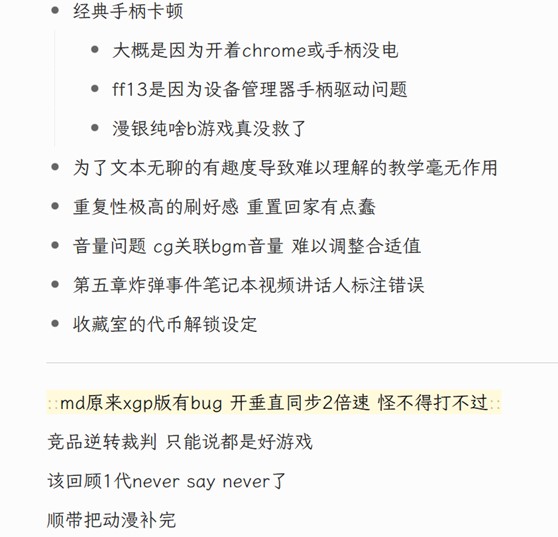 经典手柄卡顿
大概是因为开着chrome或手柄没电
ff13是因为设备管理器手柄驱动问题
漫银纯啥b游戏真没救了
为了文本无聊的有趣度导致难以理解的教学毫无作用
重复性极高的刷好感 重置回家有点蠢
音量问题 cg关联bgm音量 难以调整合适值
第五章炸弹事件笔记本视频讲话人标注错误
收藏室的代币解锁设定
::md原来xgp版有bug 开垂直同步2倍速 怪不得打不过::
竞品逆转裁判 只能说都是好游戏
该回顾1代never say never了
顺带把动漫补完